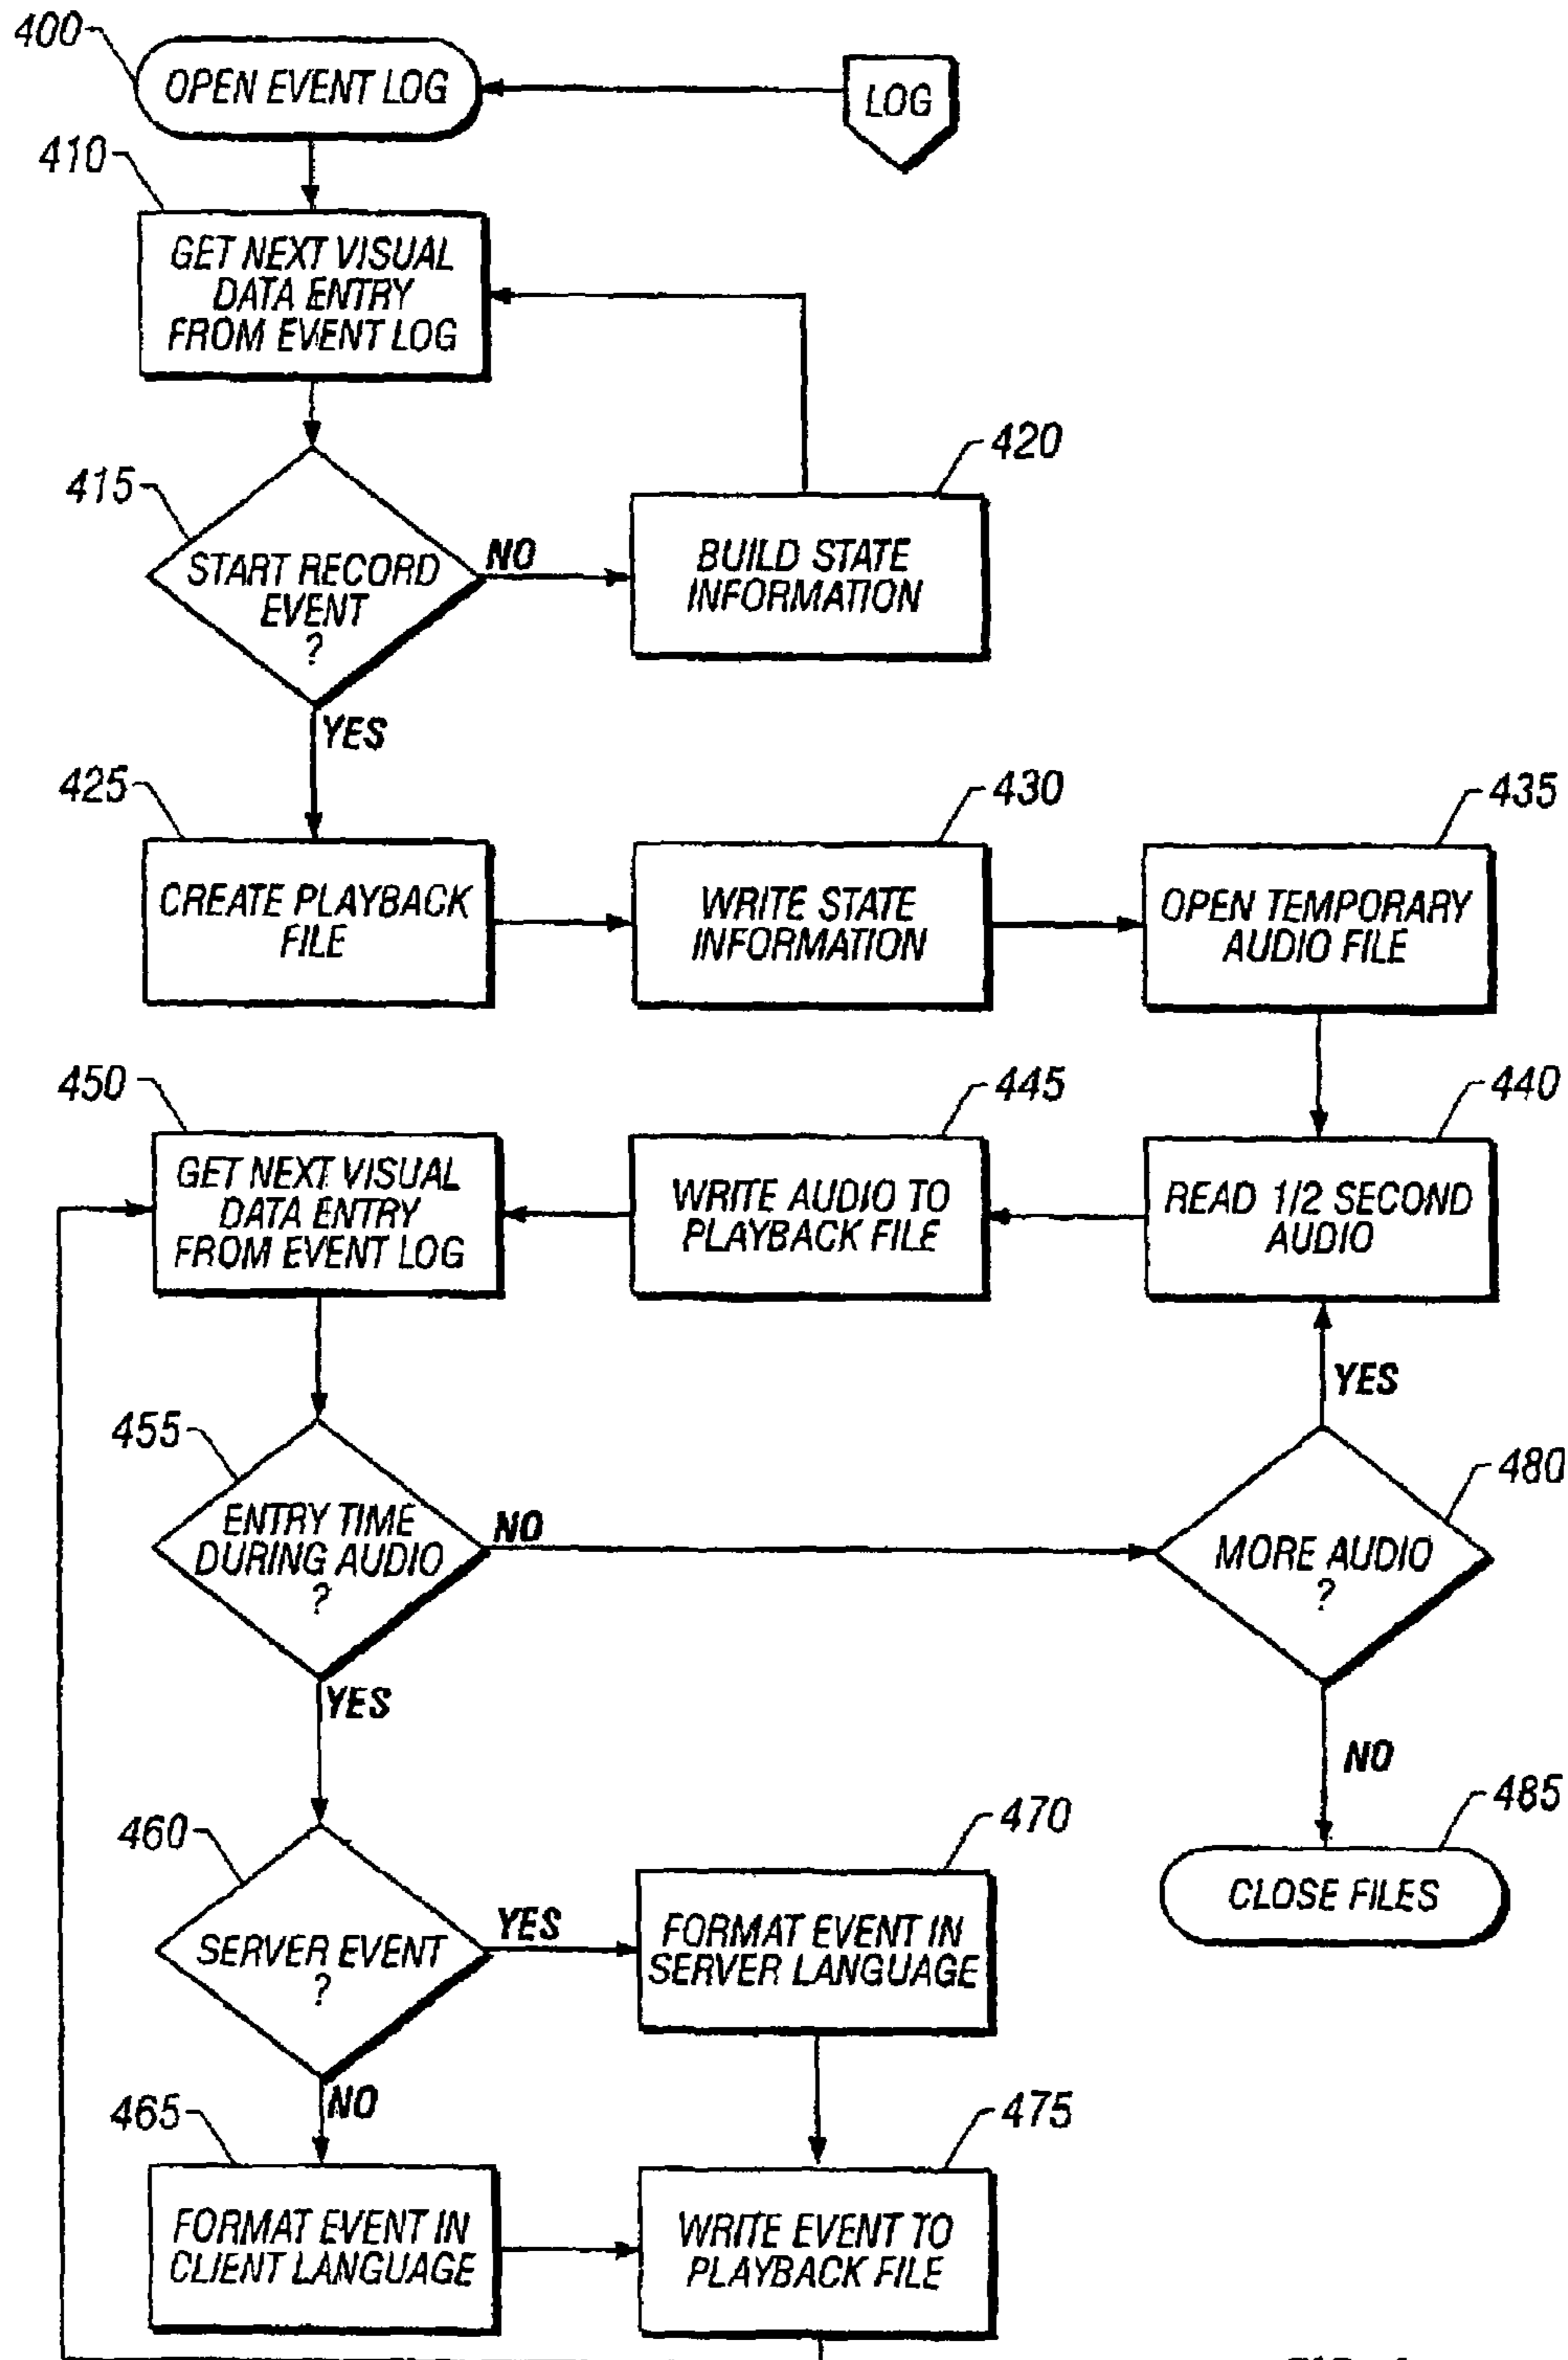 400
OPEN EVENT LOG
LOG
410
GET NEXT VISUAL
DATA ENTRY
FROM EVENT LOG
415
START RECORD
EVENT
?
NO
420
BUILD STATE
INFORMATION
YES
425
CREATE PLAYBACK
FILE
430
WRITE STATE
INFORMATION
435
OPEN TEMPORARY
AUDIO FILE
440
READ 1/2 SECOND
AUDIO
445
WRITE AUDIO TO
PLAYBACK FILE
450
GET NEXT VISUAL
DATA ENTRY
FROM EVENT LOG
455
ENTRY TIME
DURING AUDIO
?
NO
YES
480
MORE AUDIO
?
YES
NO
485
CLOSE FILES
460
SERVER EVENT
?
YES
NO
470
FORMAT EVENT IN
SERVER LANGUAGE
465
FORMAT EVENT IN
CLIENT LANGUAGE
475
WRITE EVENT TO
PLAYBACK FILE